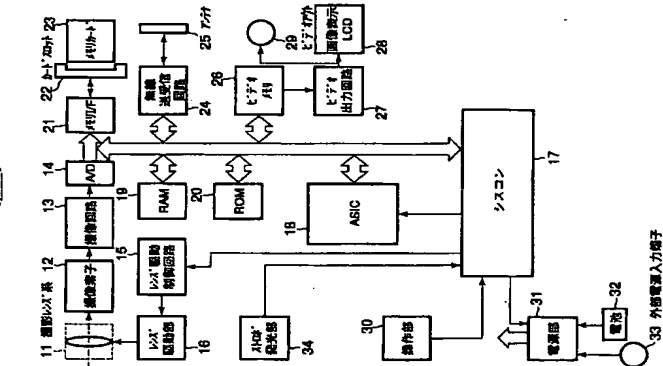 11 撮影レンズ系
12 撮像素子
13 撮像回路
14 A/D
21 メモリI/F
22 カードスロット
23 メモリカード
25 アンテナ
無線
送受信
回路
24
26 ビデオ
メモリ
29 ビデオアウト
画像表示
LCD
28
ビデオ
出力回路
27
15 レンズ駆動
制御回路
19 RAM
20 ROM
18 ASIC
レンズ
駆動部
16
ストロボ
発光部
34
システコン
17
30 操作部
31 電源部
32 電池
33 外部電源入力端子